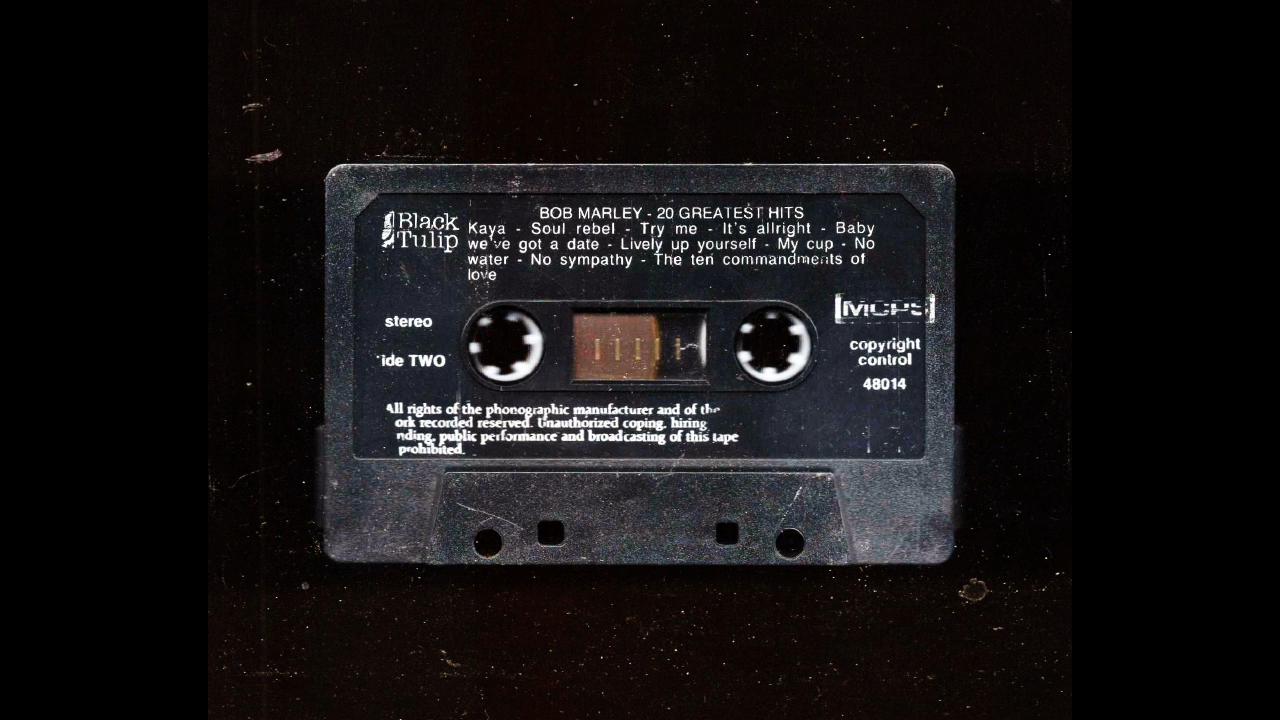 Black
Tulip
BOB MARLEY - 20 GREATEST HITS
Kaya - Soul rebel - Try me - It's allright - Baby
we've got a date - Lively up yourself - My cup - No
water - No sympathy - The ten commandments of
love
[MCPS]
stereo
copyright
control
ide TWO
48014
All rights of the phonographic manufacturer and of the
ork recorded reserved. Unauthorized coping. hiring
nding, public performance and broadcasting of this tape
prohibited.